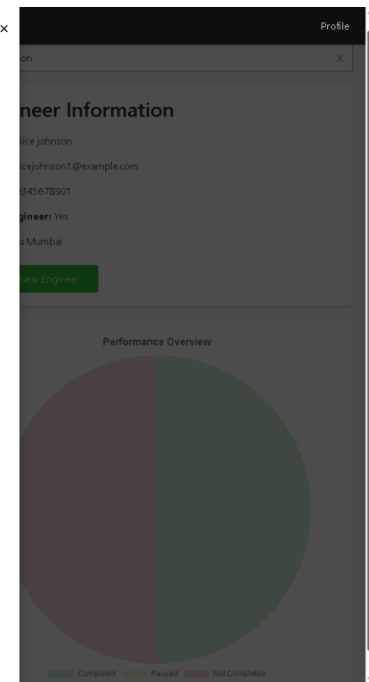 ×
Profile
on X
neer Information
lice johnson
icejohnson1@example.com
9345678901
gineer: Yes
: Mumbai
New Engineer
Performance Overview
Completed Paused Not Completed